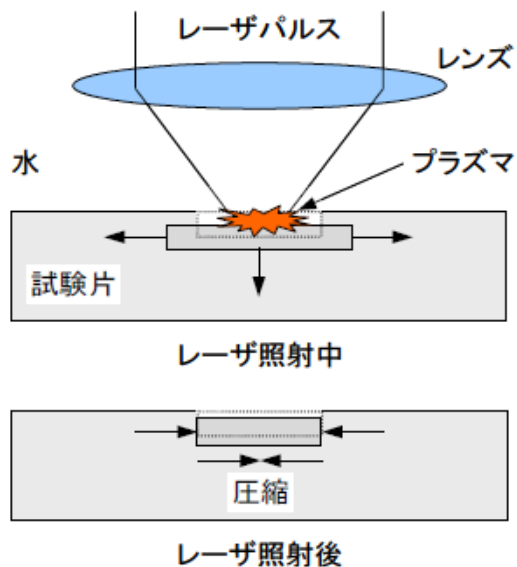 レーザパルス
レンズ
水
プラズマ
試験片
レーザ照射中
圧縮
レーザ照射後